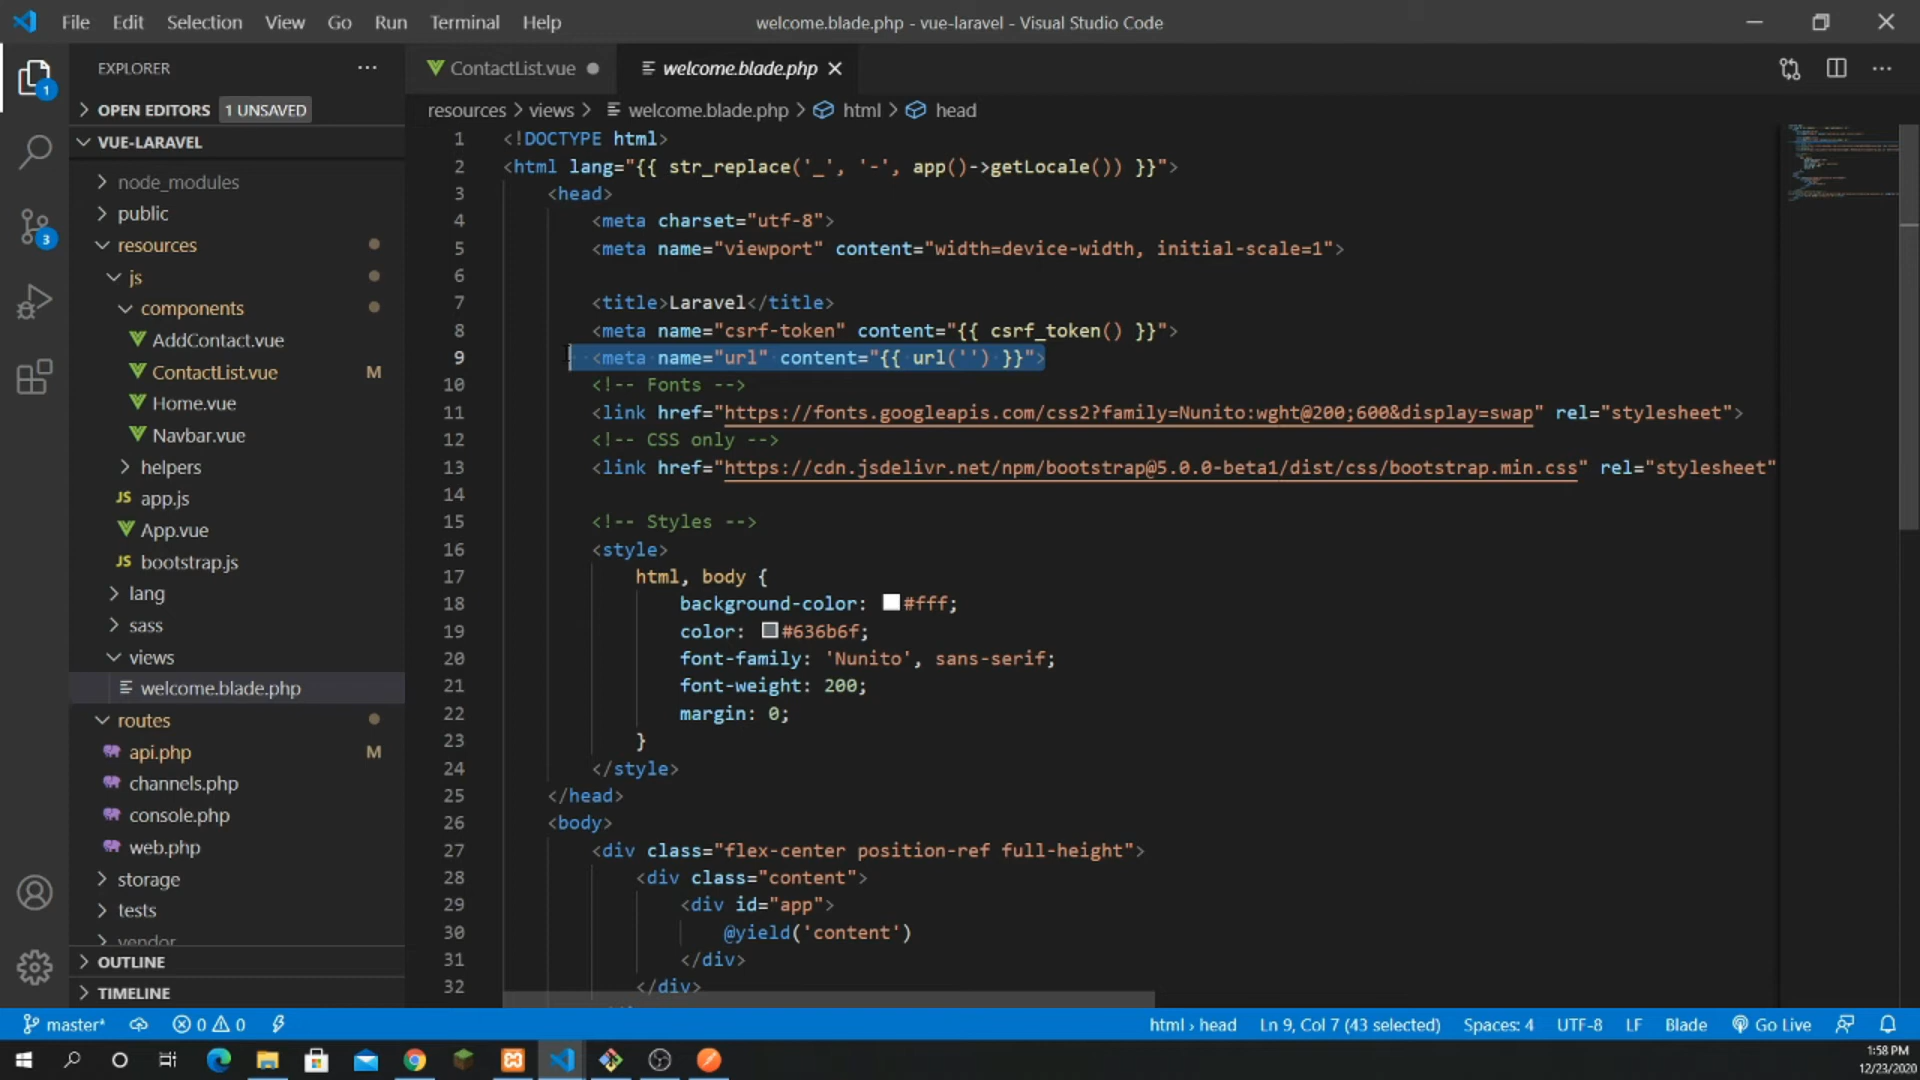 File Edit Selection View Go Run Terminal Help
welcome.blade.php - vue-laravel - Visual Studio Code
EXPLORER
1
3
OPEN EDITORS 1 UNSAVED
VUE-LARAVEL
node_modules
public
resources
js
components
AddContact.vue
ContactList.vue M
Home.vue
Navbar.vue
helpers
JS app.js
App.vue
JS bootstrap.js
lang
sass
views
welcome.blade.php
routes
api.php M
channels.php
console.php
web.php
storage
tests
vendor
OUTLINE
TIMELINE
ContactList.vue
welcome.blade.php
resources > views > welcome.blade.php > html > head
1 <!DOCTYPE html>
2 <html lang="{{ str_replace('_', '-', app()->getLocale()) }}">
3 <head>
4 <meta charset="utf-8">
5 <meta name="viewport" content="width=device-width, initial-scale=1">
6
7 <title>Laravel</title>
8 <meta name="csrf-token" content="{{ csrf_token() }}">
9 <meta name="url" content="{{ url('') }}">
10 <!-- Fonts -->
11 <link href="https://fonts.googleapis.com/css2?family=Nunito:wght@200;600&display=swap" rel="stylesheet">
12 <!-- CSS only -->
13 <link href="https://cdn.jsdelivr.net/npm/bootstrap@5.0.0-beta1/dist/css/bootstrap.min.css" rel="stylesheet"
14
15 <!-- Styles -->
16 <style>
17 html, body {
18 background-color: #fff;
19 color: #636b6f;
20 font-family: 'Nunito', sans-serif;
21 font-weight: 200;
22 margin: 0;
23 }
24 </style>
25 </head>
26 <body>
27 <div class="flex-center position-ref full-height">
28 <div class="content">
29 <div id="app">
30 @yield('content')
31 </div>
32 </div>
master* 0 0
html › head Ln 9, Col 7 (43 selected) Spaces: 4 UTF-8 LF Blade Go Live
1:58 PM
12/23/2020